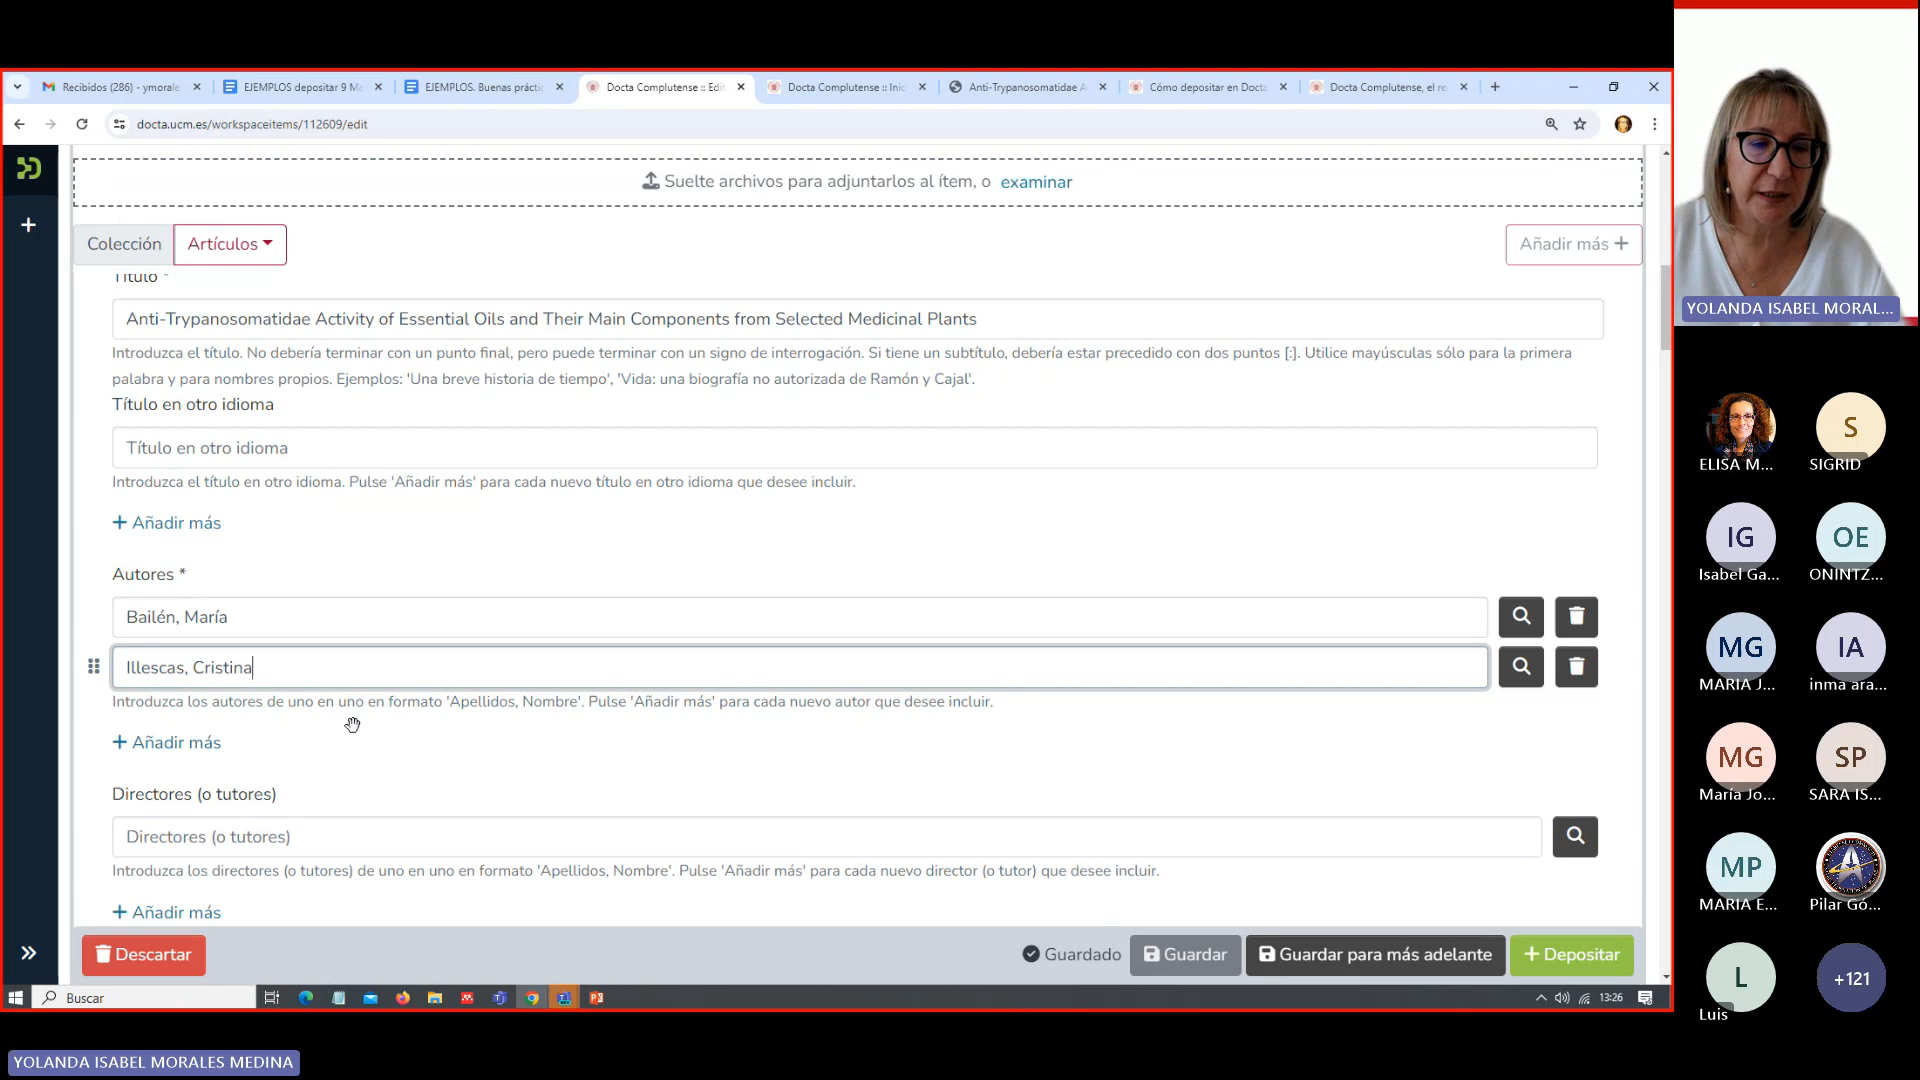 Recibidos (286) - ymorale
EJEMPLOS depositar 9 Ma
EJEMPLOS. Buenas práctic
Docta Complutense :: Edit
Docta Complutense :: Inic
Anti-Trypanosomatidae A
Cómo depositar en Docta
Docta Complutense, el re
docta.ucm.es/workspaceitems/112609/edit
Suelte archivos para adjuntarlos al ítem, o examinar
Colección
Artículos
Añadir más +
Título *
Anti-Trypanosomatidae Activity of Essential Oils and Their Main Components from Selected Medicinal Plants
Introduzca el título. No debería terminar con un punto final, pero puede terminar con un signo de interrogación. Si tiene un subtítulo, debería estar precedido con dos puntos [:]. Utilice mayúsculas sólo para la primera
palabra y para nombres propios. Ejemplos: 'Una breve historia de tiempo', 'Vida: una biografía no autorizada de Ramón y Cajal'.
Título en otro idioma
Título en otro idioma
Introduzca el título en otro idioma. Pulse 'Añadir más' para cada nuevo título en otro idioma que desee incluir.
+ Añadir más
Autores *
Bailén, María
Illescas, Cristina
Introduzca los autores de uno en uno en formato 'Apellidos, Nombre'. Pulse 'Añadir más' para cada nuevo autor que desee incluir.
+ Añadir más
Directores (o tutores)
Directores (o tutores)
Introduzca los directores (o tutores) de uno en uno en formato 'Apellidos, Nombre'. Pulse 'Añadir más' para cada nuevo director (o tutor) que desee incluir.
+ Añadir más
Descartar
Guardado
Guardar
Guardar para más adelante
+ Depositar
Buscar
13:26
YOLANDA ISABEL MORALES MEDINA
YOLANDA ISABEL MORAL...
ELISA M...
S
SIGRID
IG
Isabel Ga...
OE
ONINTZ...
MG
MARIA J...
IA
inma ara...
MG
María Jo...
SP
SARA IS...
MP
MARIA E...
Pilar Gó...
L
Luis
+121